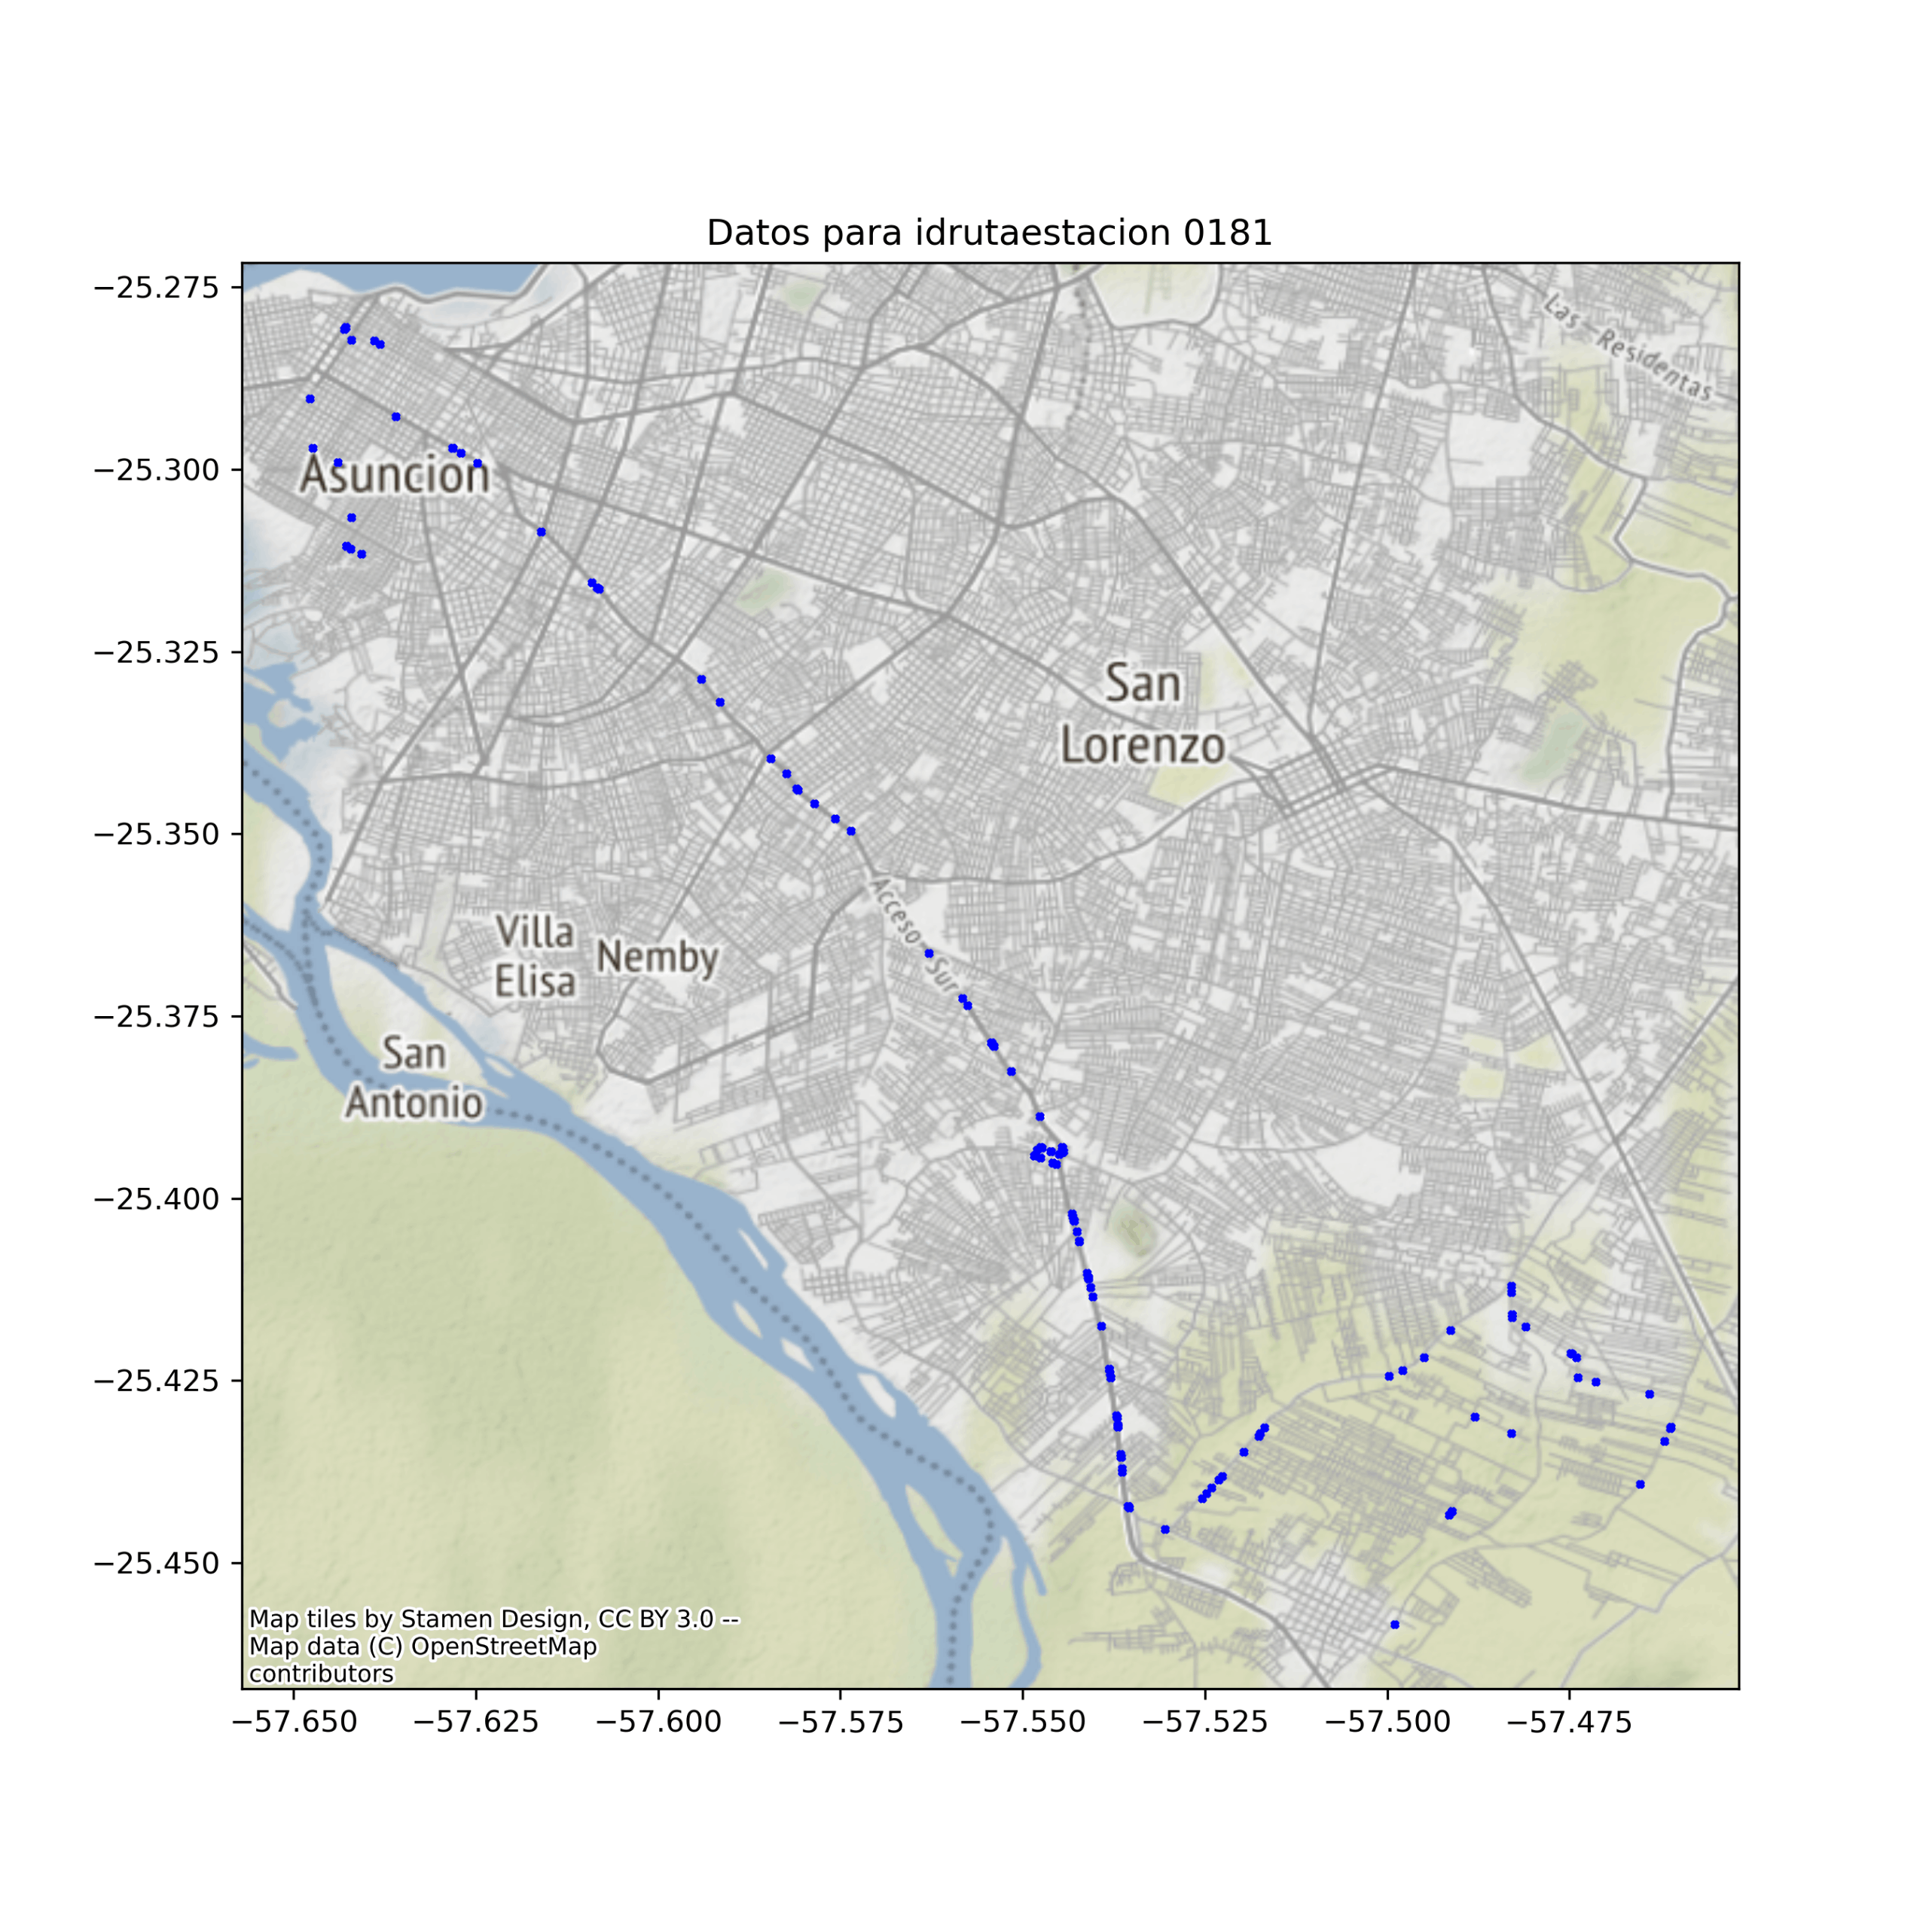 Datos para idrutaestacion 0181
−25.275
−25.300
−25.325
−25.350
−25.375
−25.400
−25.425
−25.450
Las Residentas
Asuncion
San
Lorenzo
Acceso Sur
Villa
Elisa
Nemby
San
Antonio
Map tiles by Stamen Design, CC BY 3.0 --
Map data (C) OpenStreetMap
contributors
−57.650 −57.625 −57.600 −57.575 −57.550 −57.525 −57.500 −57.475